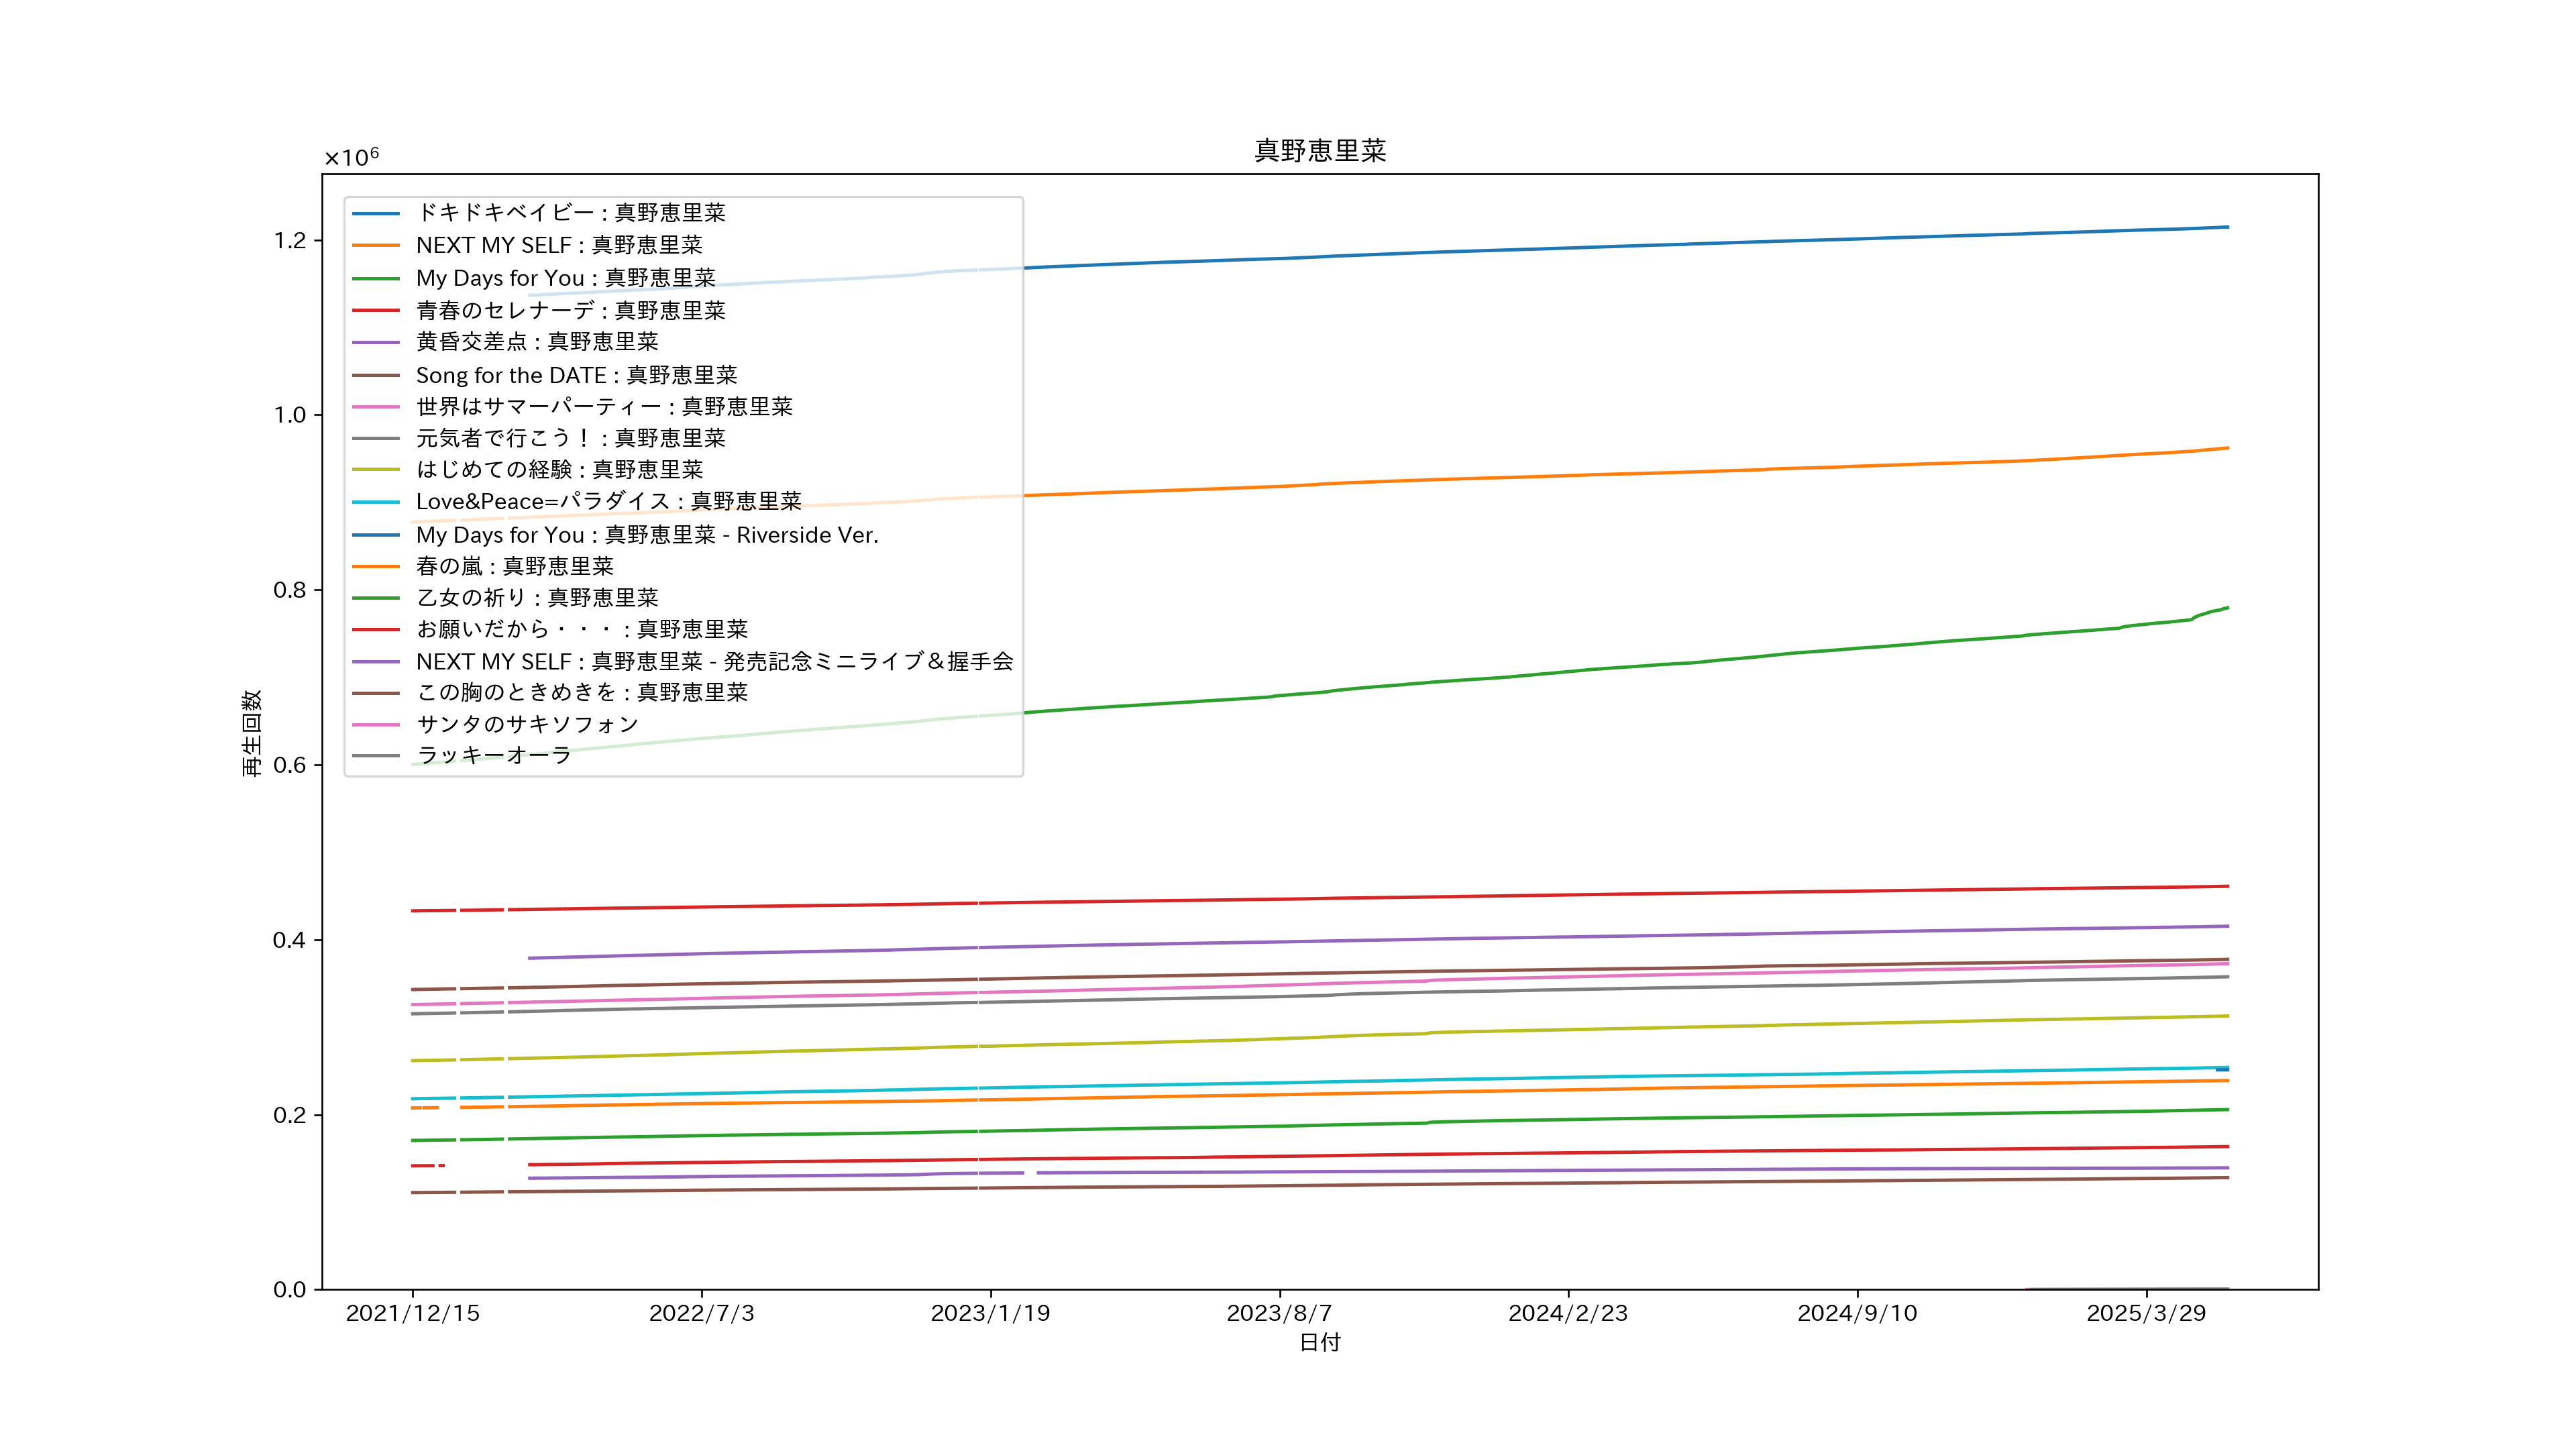 真野恵里菜
×10⁶
ドキドキベイビー : 真野恵里菜
NEXT MY SELF : 真野恵里菜
My Days for You : 真野恵里菜
青春のセレナーデ : 真野恵里菜
黄昏交差点 : 真野恵里菜
Song for the DATE : 真野恵里菜
世界はサマーパーティー : 真野恵里菜
元気者で行こう！ : 真野恵里菜
はじめての経験 : 真野恵里菜
Love&Peace=パラダイス : 真野恵里菜
My Days for You : 真野恵里菜 - Riverside Ver.
春の嵐 : 真野恵里菜
乙女の祈り : 真野恵里菜
お願いだから・・・ : 真野恵里菜
NEXT MY SELF : 真野恵里菜 - 発売記念ミニライブ＆握手会
この胸のときめきを : 真野恵里菜
サンタのサキソフォン
ラッキーオーラ
1.2
1.0
0.8
0.6
0.4
0.2
0.0
再生回数
2021/12/15
2022/7/3
2023/1/19
2023/8/7
2024/2/23
2024/9/10
2025/3/29
日付